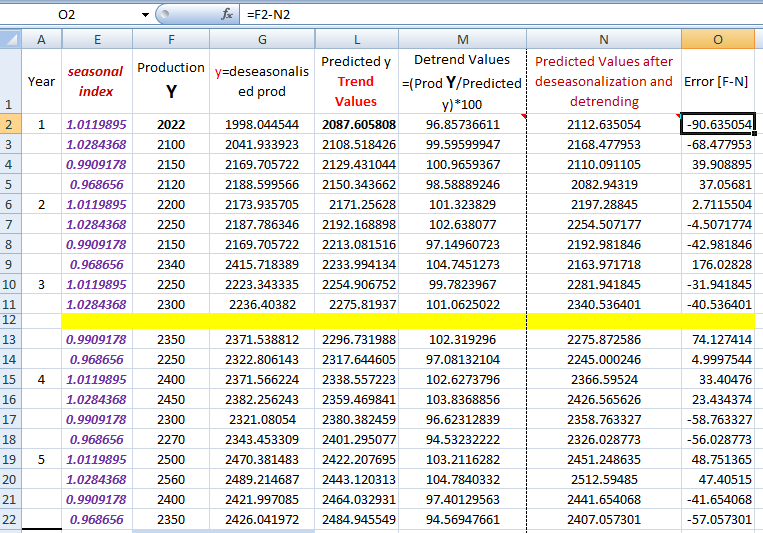 O2 fx =F2-N2
A E F G L M N O
1 Year seasonal index Production Y y=deseasonalis ed prod Predicted y Trend Values Detrend Values =(Prod Y/Predicted y)*100 Predicted Values after deseasonalization and detrending Error [F-N]
2 1 1.0119895 2022 1998.044544 2087.605808 96.85736611 2112.635054 -90.635054
3 1.0284368 2100 2041.933923 2108.518426 99.59599947 2168.477953 -68.477953
4 0.9909178 2150 2169.705722 2129.431044 100.9659367 2110.091105 39.908895
5 0.968656 2120 2188.599566 2150.343662 98.58889246 2082.94319 37.05681
6 2 1.0119895 2200 2173.935705 2171.25628 101.323829 2197.28845 2.7115504
7 1.0284368 2250 2187.786346 2192.168898 102.638077 2254.507177 -4.5071774
8 0.9909178 2150 2169.705722 2213.081516 97.14960723 2192.981846 -42.981846
9 0.968656 2340 2415.718389 2233.994134 104.7451273 2163.971718 176.02828
10 3 1.0119895 2250 2223.343335 2254.906752 99.7823967 2281.941845 -31.941845
11 1.0284368 2300 2236.40382 2275.81937 101.0625022 2340.536401 -40.536401
12
13 0.9909178 2350 2371.538812 2296.731988 102.319296 2275.872586 74.127414
14 0.968656 2250 2322.806143 2317.644605 97.08132104 2245.000246 4.9997544
15 4 1.0119895 2400 2371.566224 2338.557223 102.6273796 2366.59524 33.40476
16 1.0284368 2450 2382.256243 2359.469841 103.8368856 2426.565626 23.434374
17 0.9909178 2300 2321.08054 2380.382459 96.62312839 2358.763327 -58.763327
18 0.968656 2270 2343.453309 2401.295077 94.53232222 2326.028773 -56.028773
19 5 1.0119895 2500 2470.381483 2422.207695 103.2116282 2451.248635 48.751365
20 1.0284368 2560 2489.214687 2443.120313 104.7840332 2512.59485 47.40515
21 0.9909178 2400 2421.997085 2464.032931 97.40129563 2441.654068 -41.654068
22 0.968656 2350 2426.041972 2484.945549 94.56947661 2407.057301 -57.057301